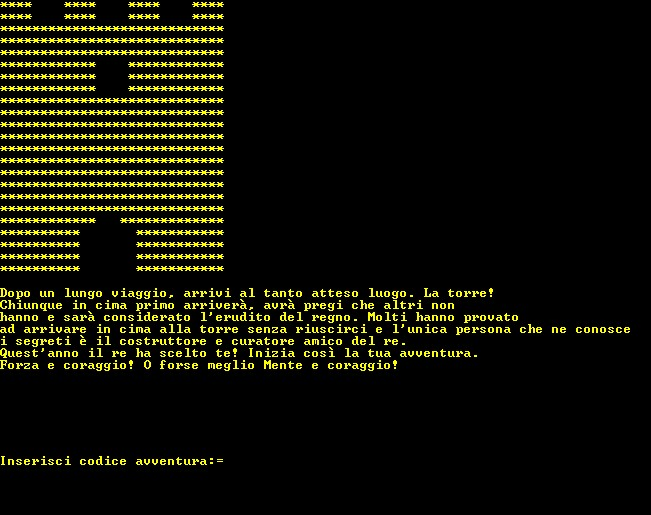 Dopo un lungo viaggio, arrivi al tanto atteso luogo. La torre!
Chiunque in cima primo arriverà, avrà pregi che altri non
hanno e sarà considerato l'erudito del regno. Molti hanno provato
ad arrivare in cima alla torre senza riuscirci e l'unica persona che ne conosce
i segreti è il costruttore e curatore amico del re.
Quest'anno il re ha scelto te! Inizia così la tua avventura.
Forza e coraggio! O forse meglio Mente e coraggio!
Inserisci codice avventura:=